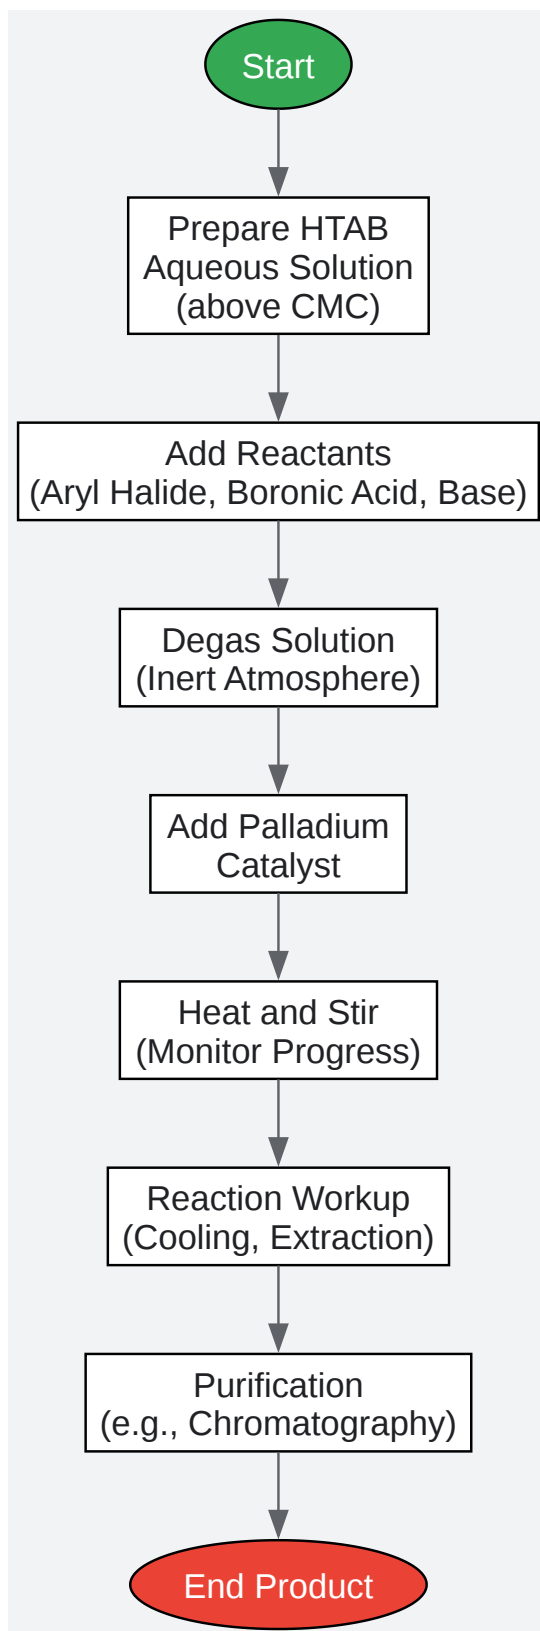 Start
Prepare HTAB
Aqueous Solution
(above CMC)
Add Reactants
(Aryl Halide, Boronic Acid, Base)
Degas Solution
(Inert Atmosphere)
Add Palladium
Catalyst
Heat and Stir
(Monitor Progress)
Reaction Workup
(Cooling, Extraction)
Purification
(e.g., Chromatography)
End Product